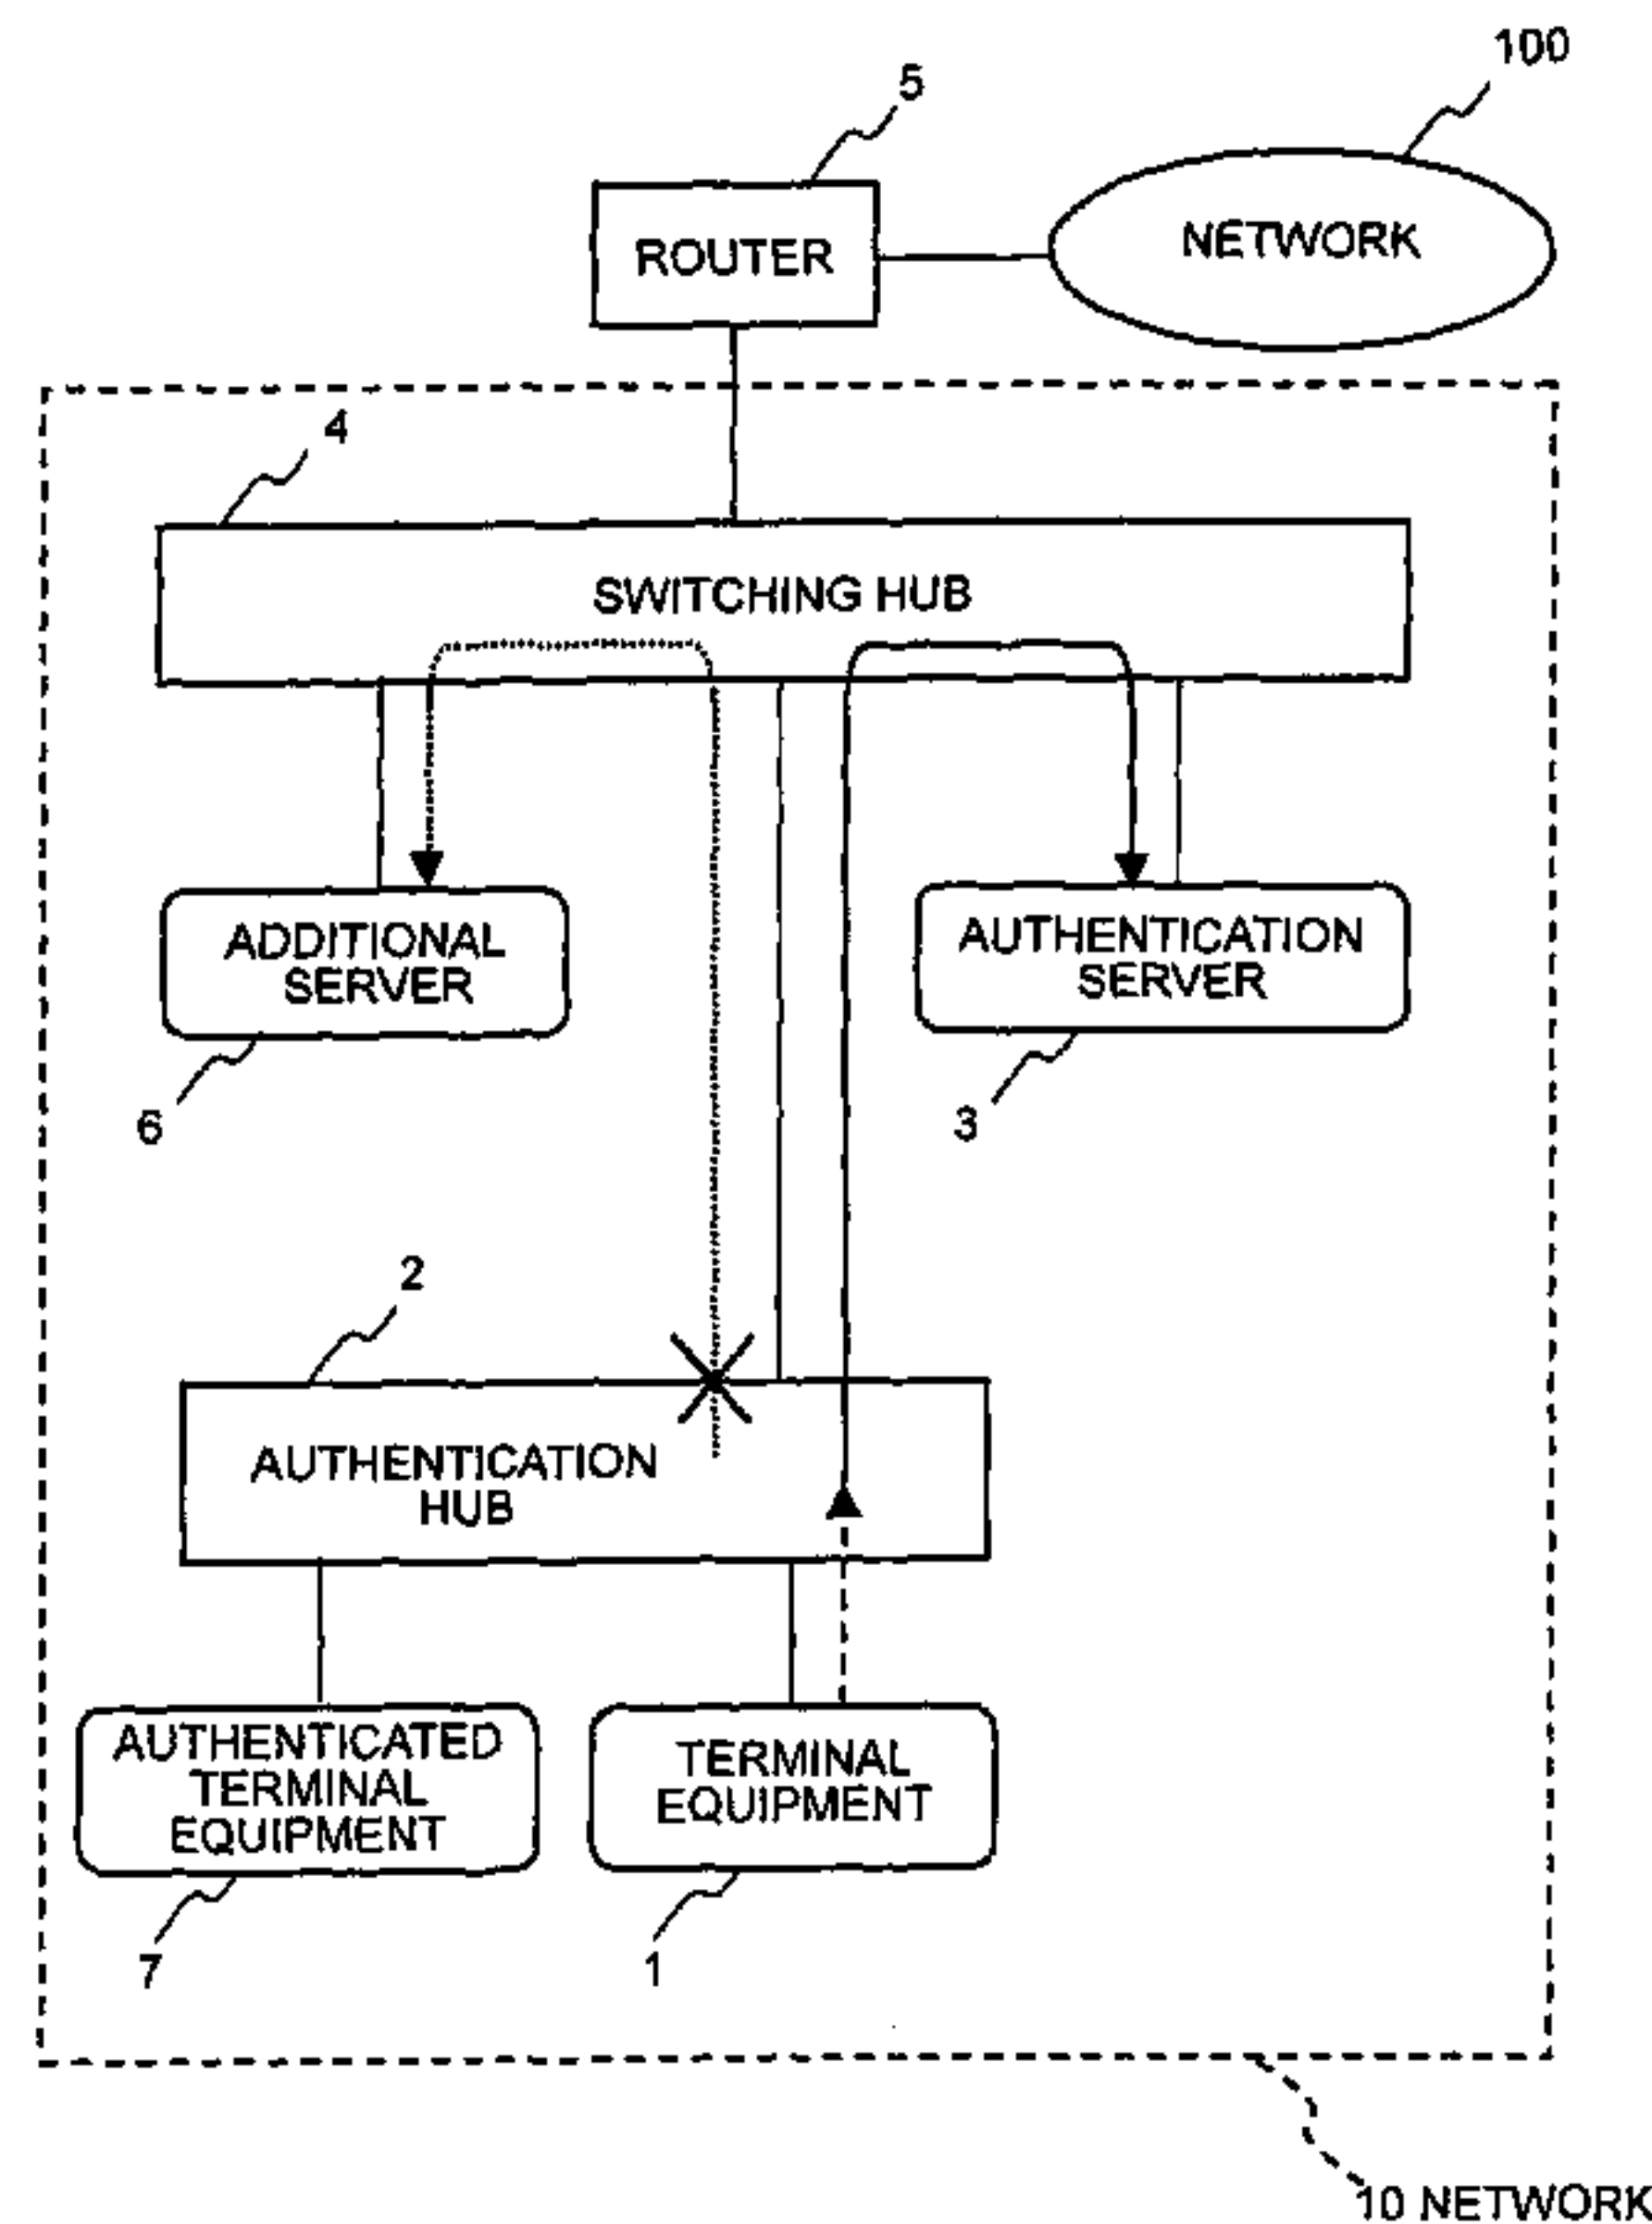 100
5
ROUTER
NETWORK
4
SWITCHING HUB
ADDITIONAL
SERVER
AUTHENTICATION
SERVER
6
3
2
AUTHENTICATION
HUB
AUTHENTICATED
TERMINAL
EQUIPMENT
TERMINAL
EQUIPMENT
7
1
10 NETWORK